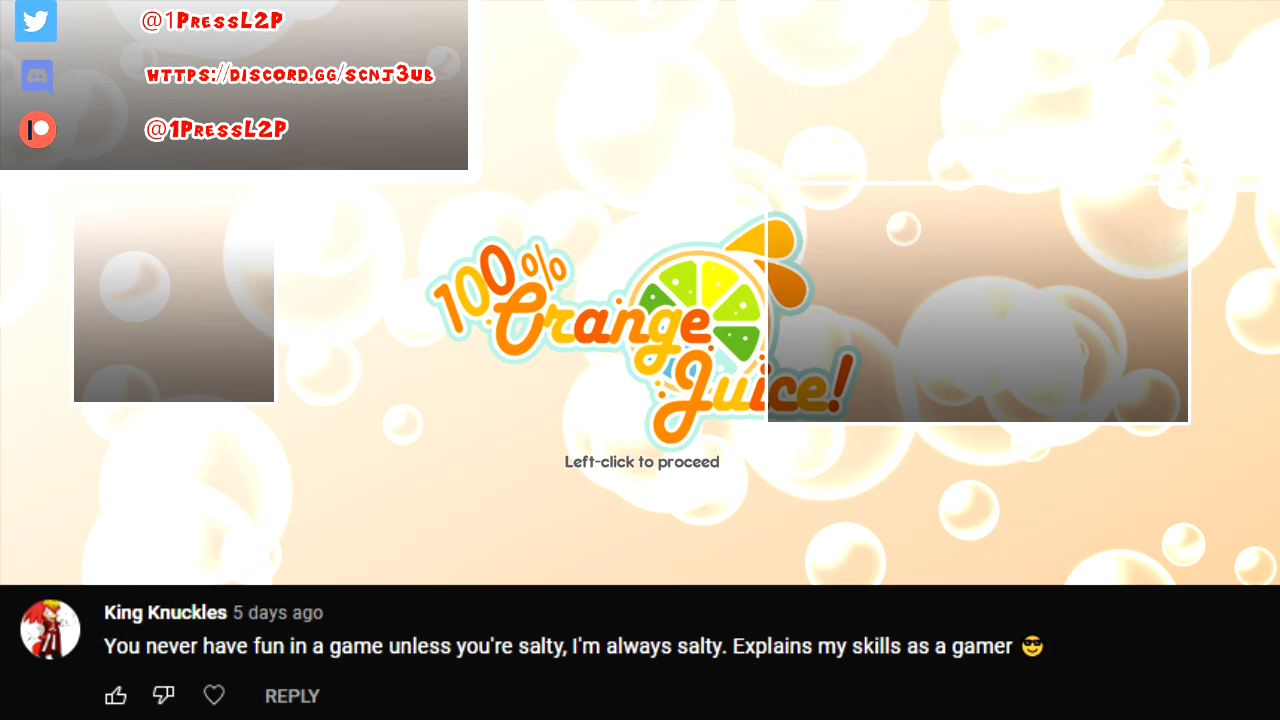 @1PressL2P
https://discord.gg/scnj3ub
@1PressL2P
100%
Orange
Juice!
Left-click to proceed
King Knuckles 5 days ago
You never have fun in a game unless you're salty, I'm always salty. Explains my skills as a gamer 😎
REPLY